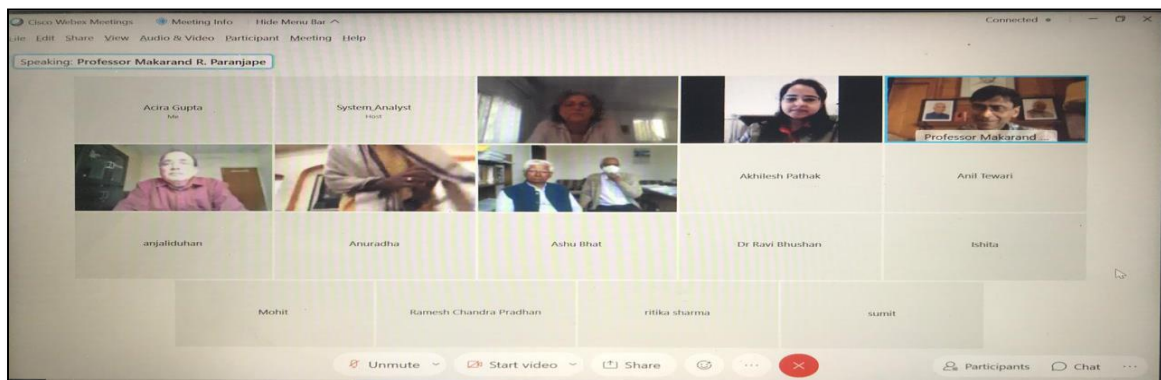 Cisco Webex Meetings Meeting Info Hide Menu Bar Connected
File Edit Share View Audio & Video Participant Meeting Help
Speaking: Professor Makarand R. Paranjape
Acira Gupta
Me
System_Analyst
Host
Professor Makarand ...
Akhilesh Pathak
Anil Tewari
anjaliduhan
Anuradha
Ashu Bhat
Dr Ravi Bhushan
Ishita
Mohit
Ramesh Chandra Pradhan
ritika sharma
sumit
Unmute Start video Share Participants Chat